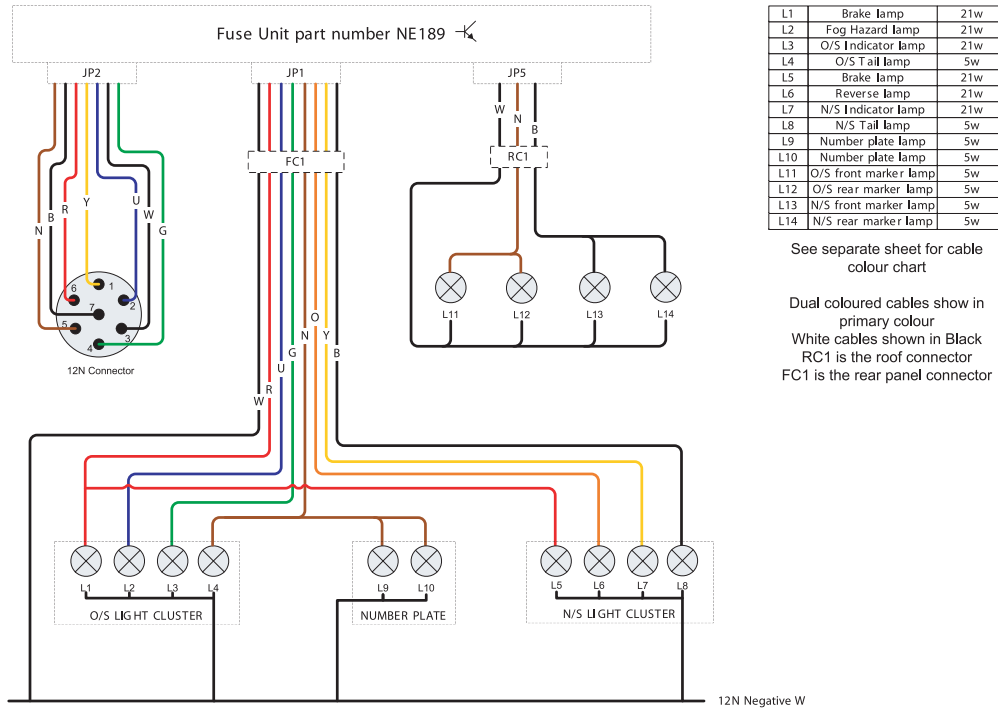 Fuse Unit part number NE189
JP2
JP1
JP5
W
N
B
FC1
RC1
N
B
R
Y
U
W
G
6
1
7
2
5
3
4
12N Connector
L11
L12
L13
L14
W
R
U
G
N
O
Y
B
L1
L2
L3
L4
O/S LIGHT CLUSTER
L9
L10
NUMBER PLATE
L5
L6
L7
L8
N/S LIGHT CLUSTER
12N Negative W
L1 Brake lamp 21w
L2 Fog Hazard lamp 21w
L3 O/S Indicator lamp 21w
L4 O/S Tail lamp 5w
L5 Brake lamp 21w
L6 Reverse lamp 21w
L7 N/S Indicator lamp 21w
L8 N/S Tail lamp 5w
L9 Number plate lamp 5w
L10 Number plate lamp 5w
L11 O/S front marker lamp 5w
L12 O/S rear marker lamp 5w
L13 N/S front marker lamp 5w
L14 N/S rear marker lamp 5w
See separate sheet for cable
colour chart
Dual coloured cables show in
primary colour
White cables shown in Black
RC1 is the roof connector
FC1 is the rear panel connector